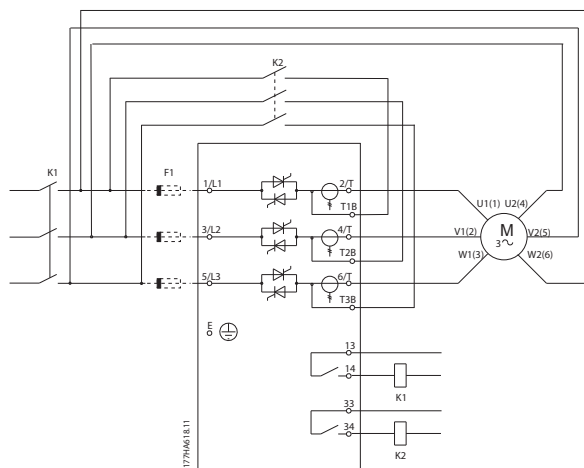 K2
K1
F1
1/L1
2/T
T1B
3/L2
4/T
T2B
5/L3
6/T
T3B
U1(1)
U2(4)
V1(2)
M
3~
V2(5)
W1(3)
W2(6)
E
13
14
K1
33
34
K2
177HA618.11